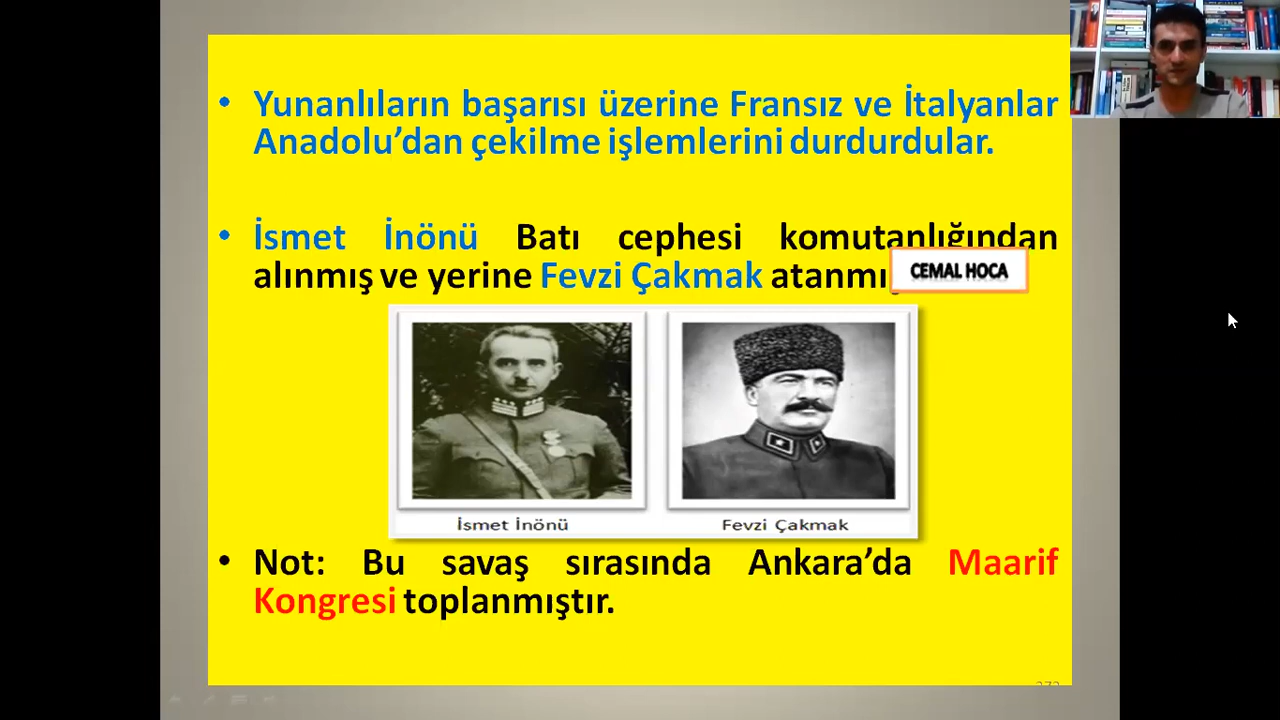 Yunanlıların başarısı üzerine Fransız ve İtalyanlar
Anadolu'dan çekilme işlemlerini durdurdular.
İsmet İnönü Batı cephesi komutanlığından
alınmış ve yerine Fevzi Çakmak
CEMAL HOCA
İsmet İnönü
Fevzi Çakmak
Not: Bu savaş sırasında Ankara'da Maarif
Kongresi toplanmıştır.